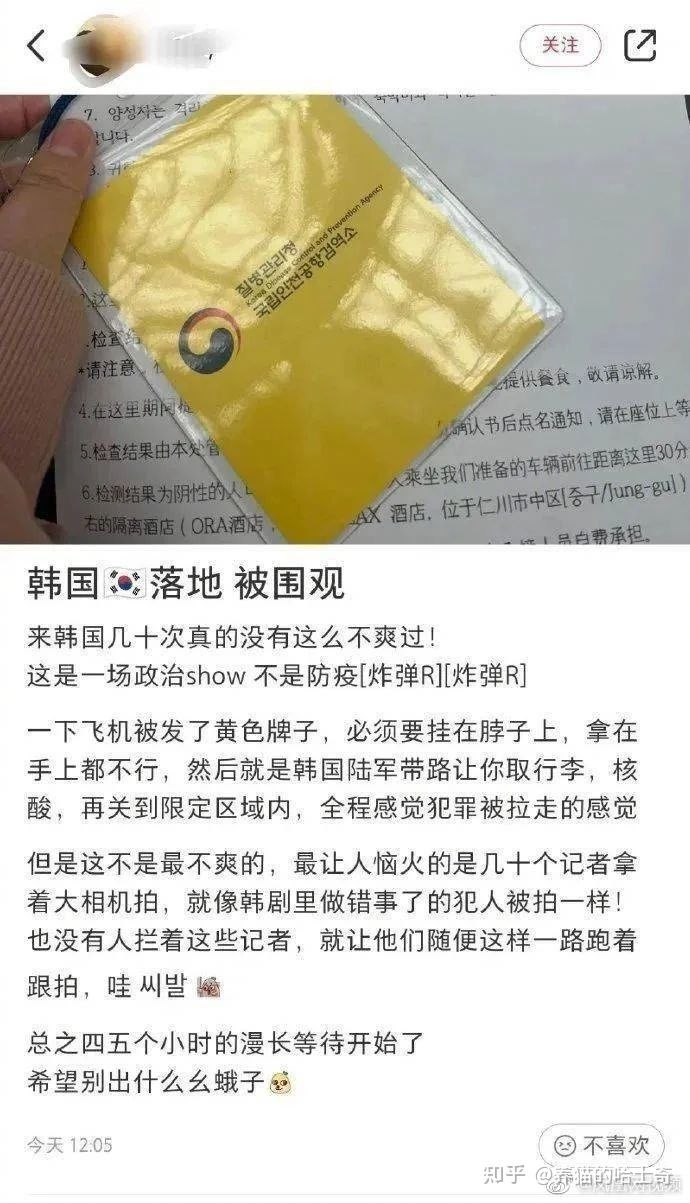 关注
7. 양성자는 격리
합니다.
질병관리청
Korea Disease Control and Prevention Agency
국립인천공항검역소
检查结
*请注意,
提供餐食，敬请谅解。
4.在这里期间提
确认书后点名通知，请在座位上等
5.检查结果由本处管
人乘坐我们准备的车辆前往距离这里30分
6.检测结果为阴性的人
右的隔离酒店（ORA酒店，
AX 酒店，位于仁川市中区[중구/Jung-gu]）
人员自费承担。
韩国🇰🇷落地 被围观
来韩国几十次真的没有这么不爽过！
这是一场政治show 不是防疫[炸弹R][炸弹R]
一下飞机被发了黄色牌子，必须要挂在脖子上，拿在
手上都不行，然后就是韩国陆军带路让你取行李，核
酸，再关到限定区域内，全程感觉犯罪被拉走的感觉
但是这不是最不爽的，最让人恼火的是几十个记者拿
着大相机拍，就像韩剧里做错事了的犯人被拍一样！
也没有人拦着这些记者，就让他们随便这样一路跑着
跟拍，哇 씨발
总之四五个小时的漫长等待开始了
希望别出什么幺蛾子
今天 12:05
不喜欢
知乎 @养猫的哈士奇